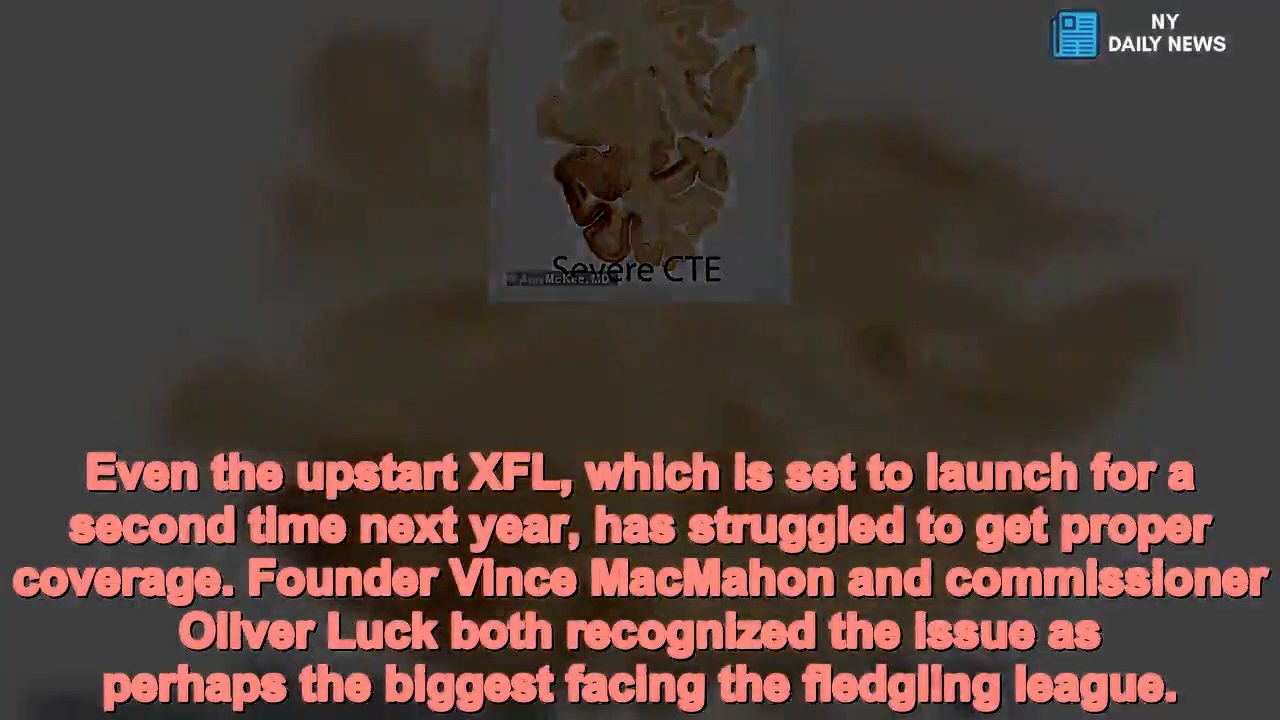 NY
DAILY NEWS
Severe CTE
McKee, MD
Even the upstart XFL, which is set to launch for a
second time next year, has struggled to get proper
coverage. Founder Vince MacMahon and commissioner
Oliver Luck both recognized the issue as
perhaps the biggest facing the fledgling league.